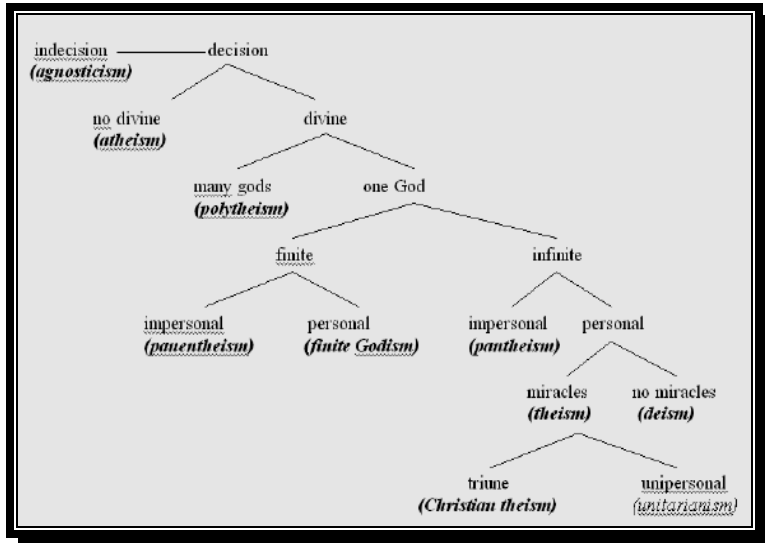 indecision decision
(agnosticism)
no divine divine
(atheism)
many gods one God
(polytheism)
finite infinite
impersonal personal impersonal personal
(pauentheism) (finite Godism) (pantheism)
miracles no miracles
(theism) (deism)
triune unipersonal
(Christian theism) (unitarianism)